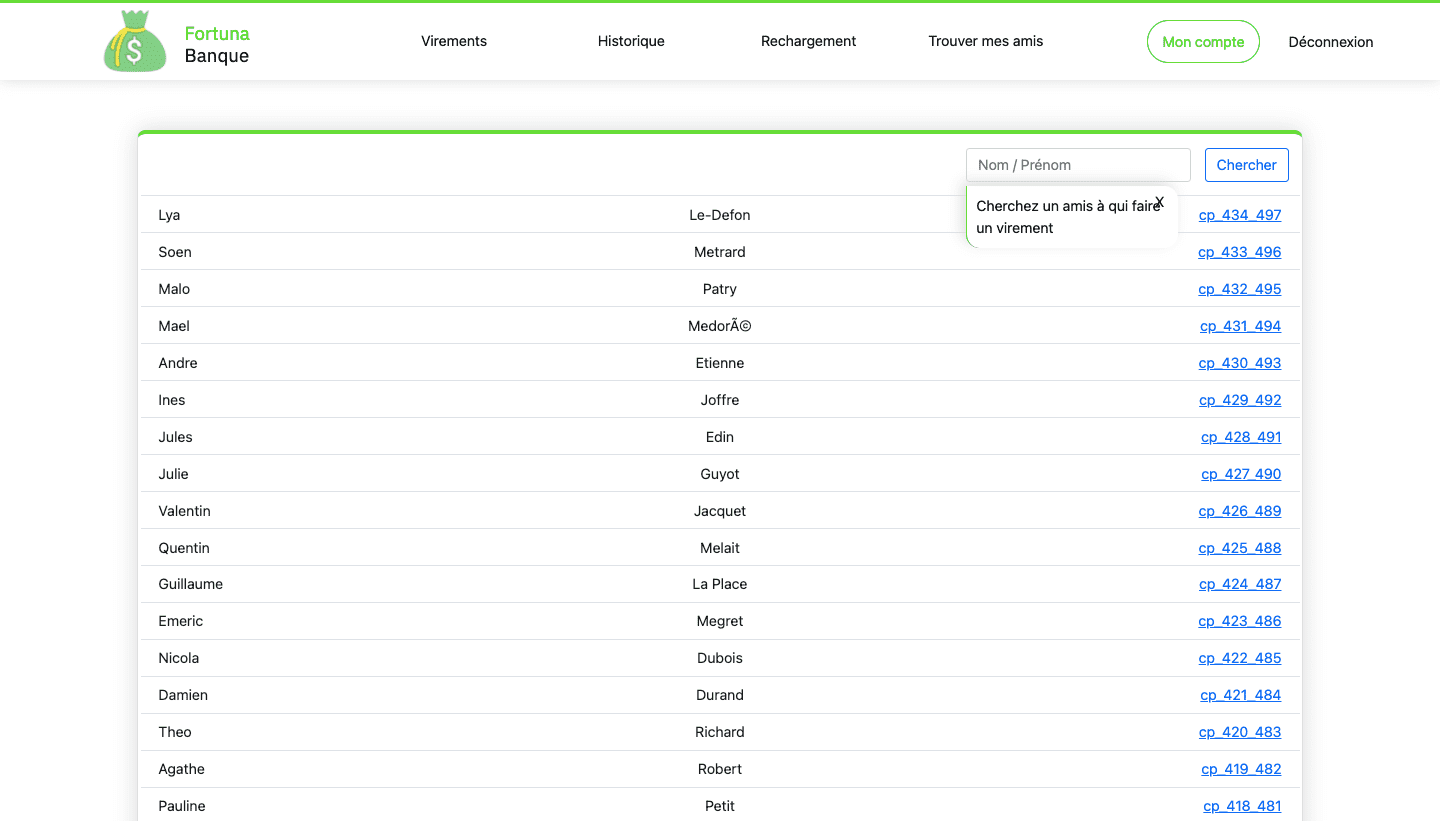 Fortuna
Banque
Virements
Historique
Rechargement
Trouver mes amis
Mon compte
Déconnexion
Nom / Prénom
Chercher
Cherchez un amis à qui faire
un virement
X
Lya Le-Defon cp_434_497
Soen Metrard cp_433_496
Malo Patry cp_432_495
Mael MedorÃ© cp_431_494
Andre Etienne cp_430_493
Ines Joffre cp_429_492
Jules Edin cp_428_491
Julie Guyot cp_427_490
Valentin Jacquet cp_426_489
Quentin Melait cp_425_488
Guillaume La Place cp_424_487
Emeric Megret cp_423_486
Nicola Dubois cp_422_485
Damien Durand cp_421_484
Theo Richard cp_420_483
Agathe Robert cp_419_482
Pauline Petit cp_418_481